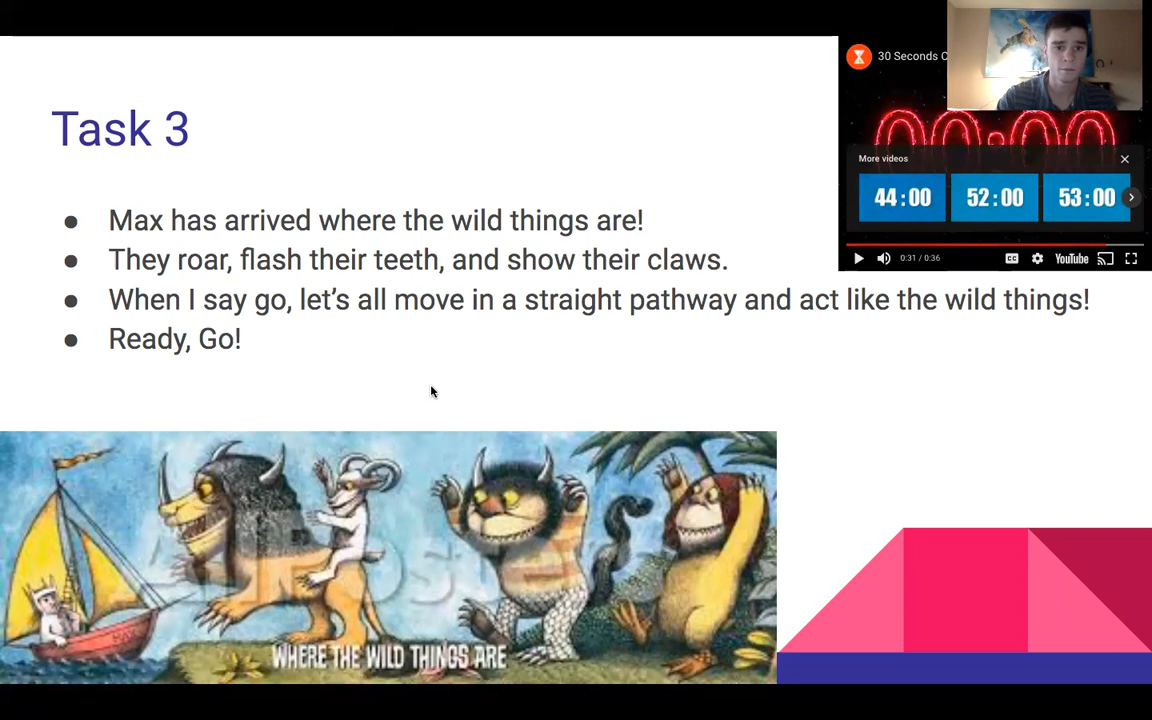 Task 3
Max has arrived where the wild things are!
They roar, flash their teeth, and show their claws.
When I say go, let's all move in a straight pathway and act like the wild things!
Ready, Go!
30 Seconds
00:00
More videos
44:00 52:00 53:00
0:31 / 0:36
CC
YouTube
AllPosters
MAX
WHERE THE WILD THINGS ARE